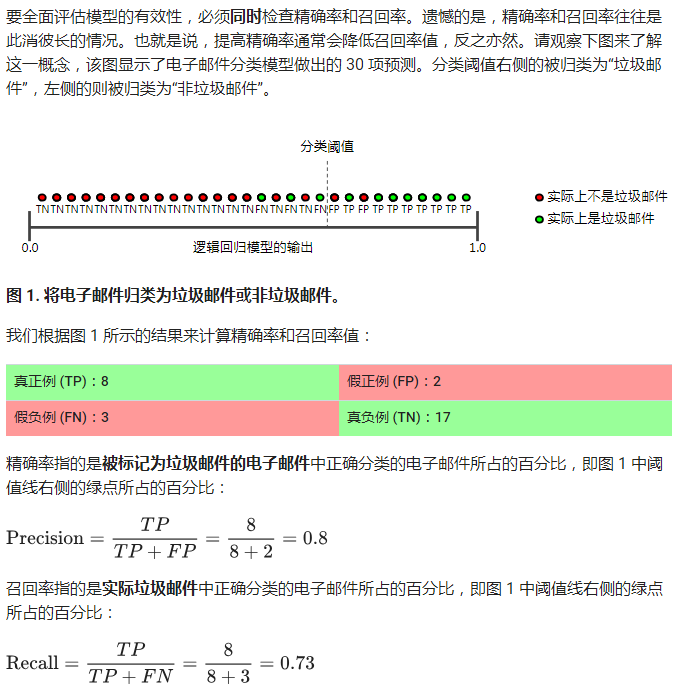 要全面评估模型的有效性，必须同时检查精确率和召回率。遗憾的是，精确率和召回率往往是
此消彼长的情况。也就是说，提高精确率通常会降低召回率值，反之亦然。请观察下图来了解
这一概念，该图显示了电子邮件分类模型做出的 30 项预测。分类阈值右侧的被归类为“垃圾邮
件”，左侧的则被归类为“非垃圾邮件”。
分类阈值
TN TN TN TN TN TN TN TN TN TN TN TN TN TN TN FN TN FN TN FN FP TP FP TP TP TP TP TP TP TP
实际上不是垃圾邮件
实际上是垃圾邮件
0.0 逻辑回归模型的输出 1.0
图 1. 将电子邮件归类为垃圾邮件或非垃圾邮件。
我们根据图 1 所示的结果来计算精确率和召回率值：
真正例 (TP)：8 假正例 (FP)：2
假负例 (FN)：3 真负例 (TN)：17
精确率指的是被标记为垃圾邮件的电子邮件中正确分类的电子邮件所占的百分比，即图 1 中阈
值线右侧的绿点所占的百分比：
Precision = TP / (TP + FP) = 8 / (8 + 2) = 0.8
召回率指的是实际垃圾邮件中正确分类的电子邮件所占的百分比，即图 1 中阈值线右侧的绿点
所占的百分比：
Recall = TP / (TP + FN) = 8 / (8 + 3) = 0.73